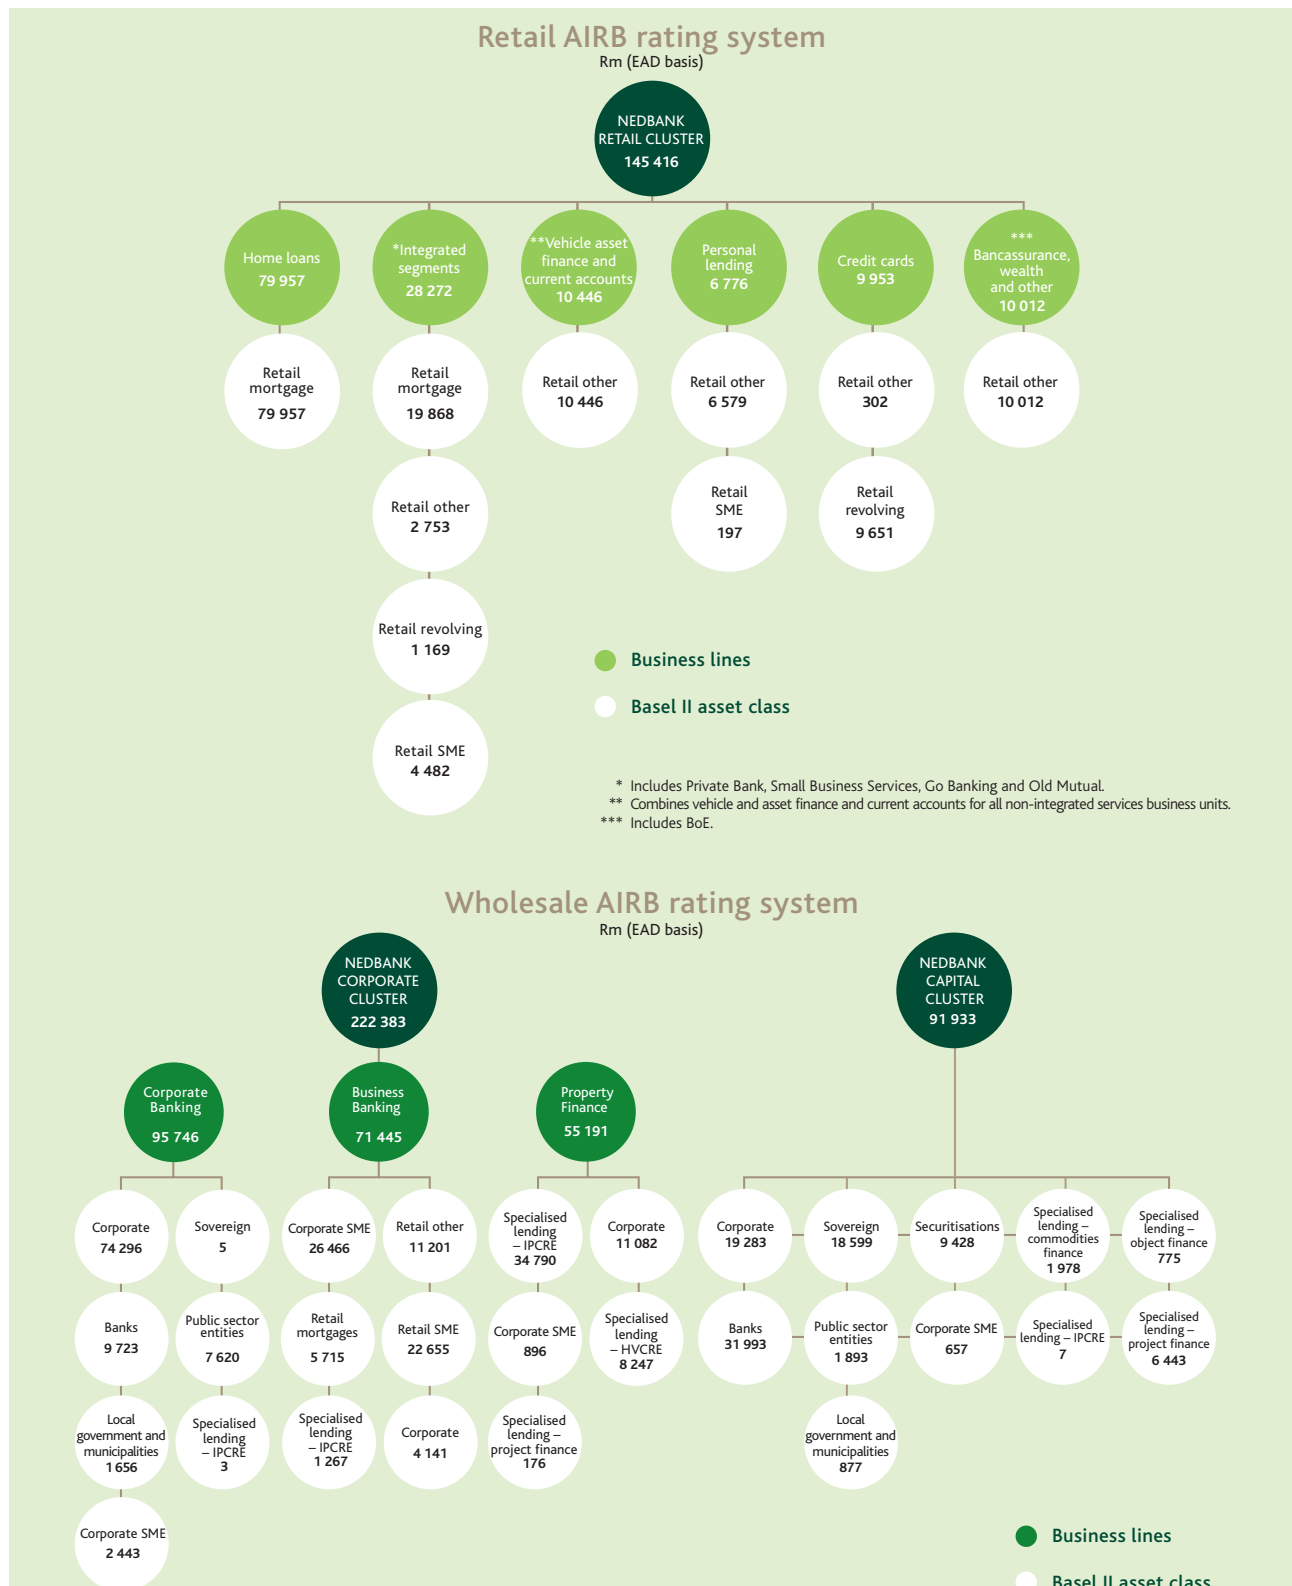 Retail AIRB rating system
Rm (EAD basis)
NEDBANK
RETAIL CLUSTER
145 416
Home loans
79 957
*Integrated
segments
28 272
**Vehicle asset
finance and
current accounts
10 446
Personal
lending
6 776
Credit cards
9 953
***
Bancassurance,
wealth
and other
10 012
Retail
mortgage
79 957
Retail
mortgage
19 868
Retail other
10 446
Retail other
6 579
Retail other
302
Retail other
10 012
Retail other
2 753
Retail
SME
197
Retail
revolving
9 651
Retail revolving
1 169
Retail SME
4 482
Business lines
Basel II asset class
* Includes Private Bank, Small Business Services, Go Banking and Old Mutual.
** Combines vehicle and asset finance and current accounts for all non-integrated services business units.
*** Includes BoE.
Wholesale AIRB rating system
Rm (EAD basis)
NEDBANK
CORPORATE
CLUSTER
222 383
NEDBANK
CAPITAL
CLUSTER
91 933
Corporate
Banking
95 746
Business
Banking
71 445
Property
Finance
55 191
Corporate
74 296
Sovereign
5
Corporate SME
26 466
Retail other
11 201
Specialised
lending
– IPCRE
34 790
Corporate
11 082
Corporate
19 283
Sovereign
18 599
Securitisations
9 428
Specialised
lending –
commodities
finance
1 978
Specialised
lending –
object finance
775
Banks
9 723
Public sector
entities
7 620
Retail
mortgages
5 715
Retail SME
22 655
Corporate SME
896
Specialised
lending
– HVCRE
8 247
Banks
31 993
Public sector
entities
1 893
Corporate SME
657
Specialised
lending – IPCRE
7
Specialised
lending –
project finance
6 443
Local
government and
municipalities
1 656
Specialised
lending
– IPCRE
3
Specialised
lending
– IPCRE
1 267
Corporate
4 141
Specialised
lending –
project finance
176
Local
government and
municipalities
877
Corporate SME
2 443
Business lines
Basel II asset class